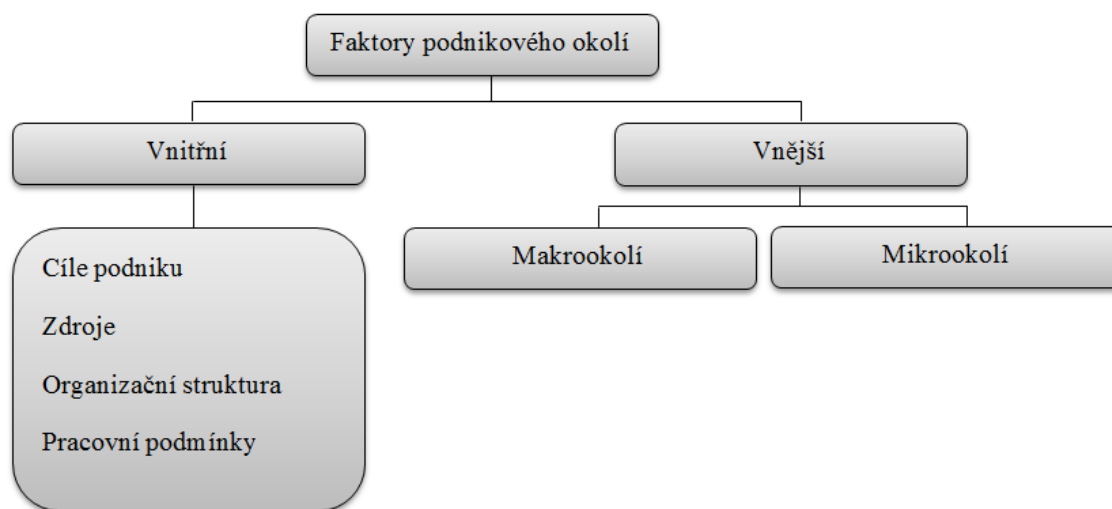 Faktory podnikového okolí
Vnitřní
Vnější
Cíle podniku
Zdroje
Organizační struktura
Pracovní podmínky
Makrookolí
Mikrookolí